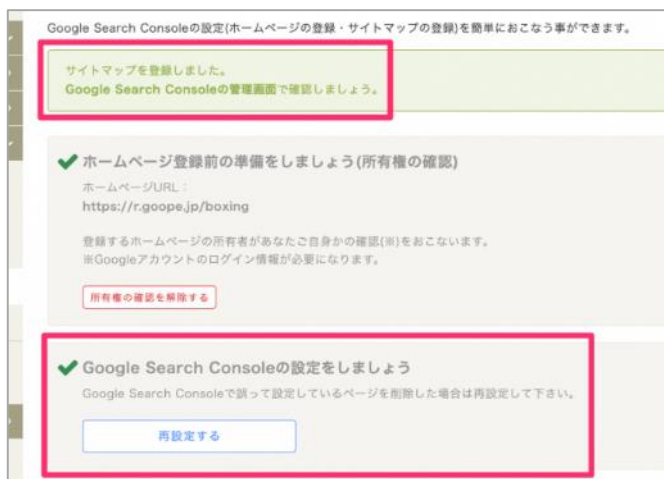 Google Search Consoleの設定(ホームページの登録・サイトマップの登録)を簡単におこなう事ができます。
サイトマップを登録しました。
Google Search Consoleの管理画面で確認しましょう。
ホームページ登録前の準備をしましょう(所有権の確認)
ホームページURL：
https://r.goope.jp/boxing
登録するホームページの所有者があなたご自身かの確認(※)をおこないます。
※Googleアカウントのログイン情報が必要になります。
所有権の確認を解除する
Google Search Consoleの設定をしましょう
Google Search Consoleで誤って設定しているページを削除した場合は再設定して下さい。
再設定する